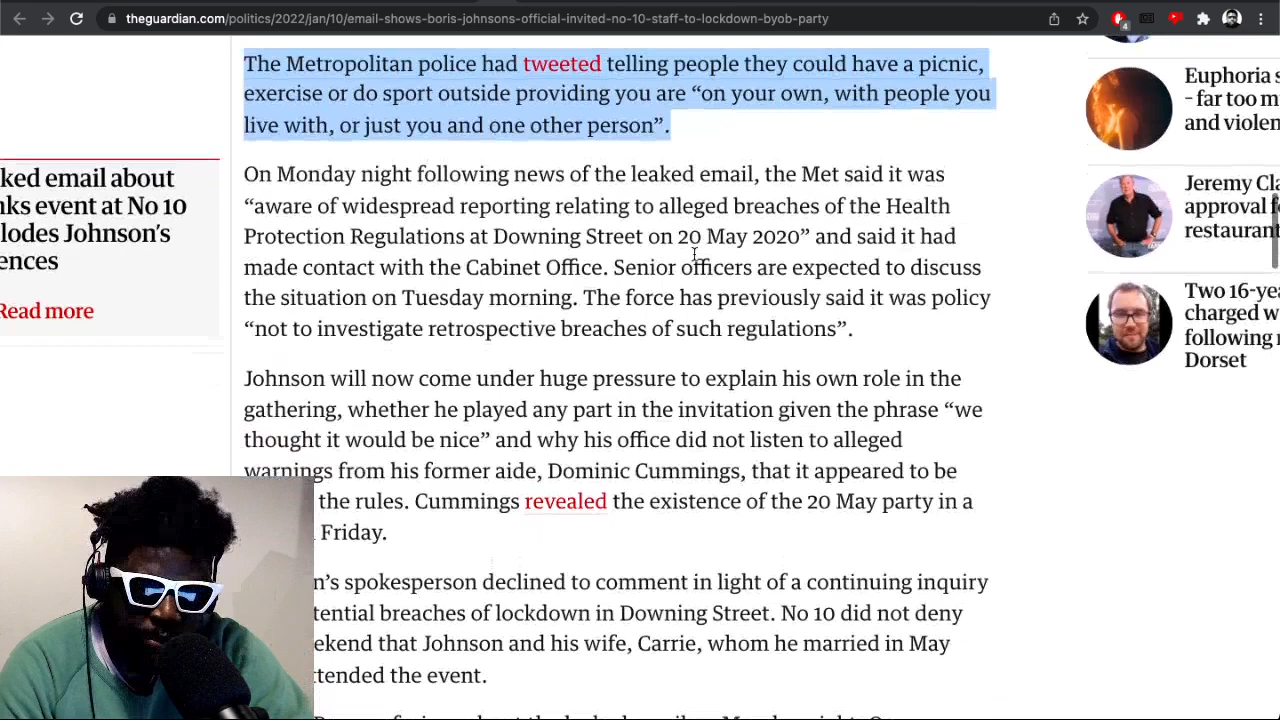 theguardian.com/politics/2022/jan/10/email-shows-boris-johnsons-official-invited-no-10-staff-to-lockdown-byob-party
4
The Metropolitan police had tweeted telling people they could have a picnic,
exercise or do sport outside providing you are “on your own, with people you
live with, or just you and one other person”.
On Monday night following news of the leaked email, the Met said it was
“aware of widespread reporting relating to alleged breaches of the Health
Protection Regulations at Downing Street on 20 May 2020” and said it had
made contact with the Cabinet Office. Senior officers are expected to discuss
the situation on Tuesday morning. The force has previously said it was policy
“not to investigate retrospective breaches of such regulations”.
Johnson will now come under huge pressure to explain his own role in the
gathering, whether he played any part in the invitation given the phrase “we
thought it would be nice” and why his office did not listen to alleged
warnings from his former aide, Dominic Cummings, that it appeared to be
the rules. Cummings revealed the existence of the 20 May party in a
Friday.
n’s spokesperson declined to comment in light of a continuing inquiry
tential breaches of lockdown in Downing Street. No 10 did not deny
ekend that Johnson and his wife, Carrie, whom he married in May
ttended the event.
ked email about
nks event at No 10
lodes Johnson’s
ences
Read more
Euphoria s
– far too m
and violen
Jeremy Cla
approval f
restaurant
Two 16-yea
charged w
following
Dorset